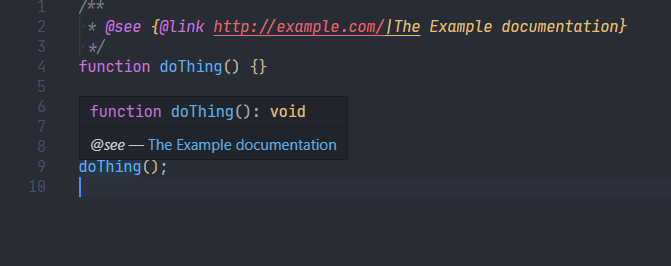 1 /**
2  * @see {@link http://example.com/|The Example documentation}
3  */
4 function doThing() {}
5
6 function doThing(): void
7
8 @see — The Example documentation
9 doThing();
10